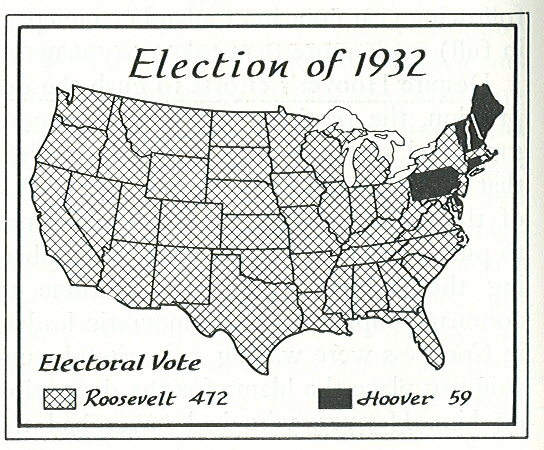 Election of 1932
Electoral Vote
Roosevelt 472
Hoover 59